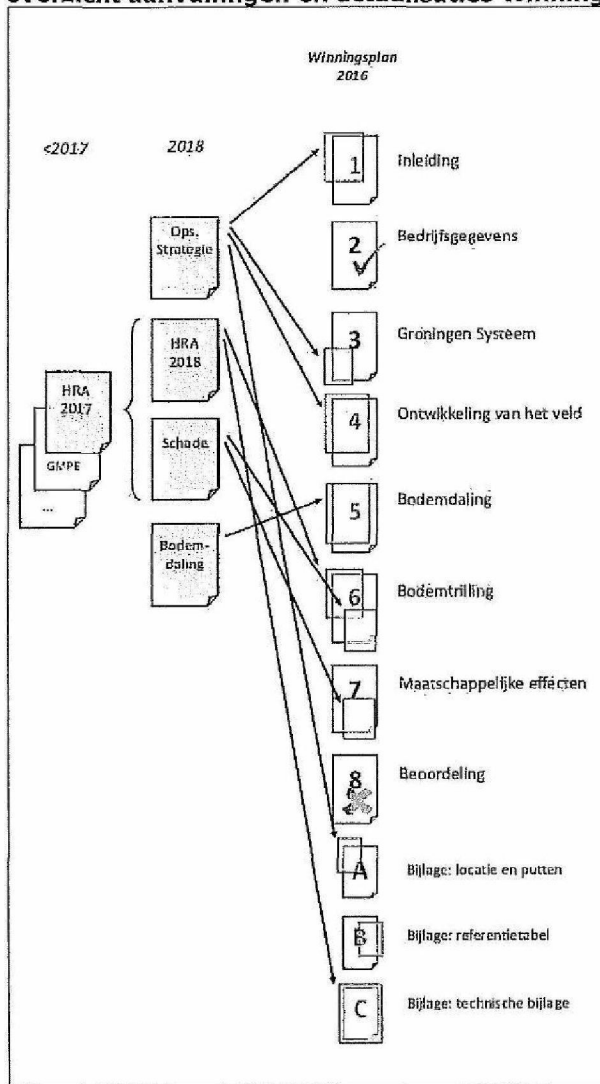 Winningsplan
2016
<2017
2018
1
Inleiding
Ops.
Strategie
2
Bedrijfsgegevens
HRA
2018
3
Groningen Systeem
HRA
2017
GMPE
...
Schade
4
Ontwikkeling van het veld
Bodem-
daling
5
Bodemdaling
6
Bodemtrilling
7
Maatschappelijke effecten
8
Beoordeling
A
Bijlage: locatie en putten
Bijlage: referentietabel
C
Bijlage: technische bijlage